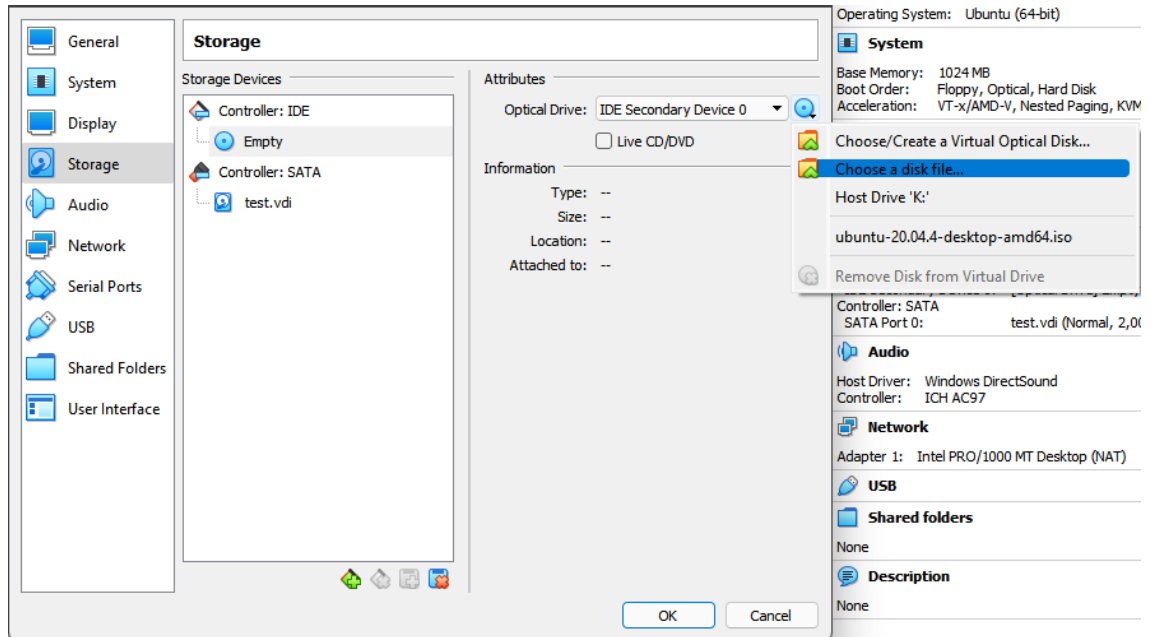 General
System
Display
Storage
Audio
Network
Serial Ports
USB
Shared Folders
User Interface
Storage
Storage Devices
Controller: IDE
Empty
Controller: SATA
test.vdi
Attributes
Optical Drive: IDE Secondary Device 0
Live CD/DVD
Information
Type: --
Size: --
Location: --
Attached to: --
Choose/Create a Virtual Optical Disk...
Choose a disk file...
Host Drive 'K:'
ubuntu-20.04.4-desktop-amd64.iso
Remove Disk from Virtual Drive
OK
Cancel
Operating System: Ubuntu (64-bit)
System
Base Memory: 1024 MB
Boot Order: Floppy, Optical, Hard Disk
Acceleration: VT-x/AMD-V, Nested Paging, KVM
Controller: SATA
SATA Port 0: test.vdi (Normal, 2,00
Audio
Host Driver: Windows DirectSound
Controller: ICH AC97
Network
Adapter 1: Intel PRO/1000 MT Desktop (NAT)
USB
Shared folders
None
Description
None